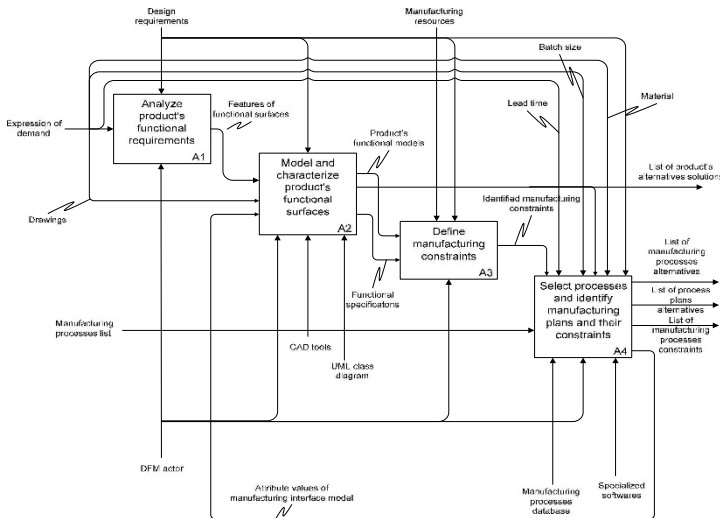 Design
requirements
Manufacturing
resources
Batch size
Material
Lead time
Expression of
demand
Analyze
product's
functional
requirements
A1
Features of
functional surfaces
Product's
functional models
Model and
characterize
product's
functional
surfaces
A2
List of product's
alternatives solutions
Drawings
Identified manufacturing
constraints
Define
manufacturing
constraints
A3
List of
manufacturing
processes
alternatives
List of process
plans
alternatives
List of
manufacturing
processes constraints
Select processes
and identify
manufacturing
plans and their
constraints
A4
Functional
specificatons
Manufacturing
processes list
CAD tools
UML class
diagram
DFM actor
Attribute values of
manufacturing interface model
Manufacturing
processes
database
Specialized
softwares